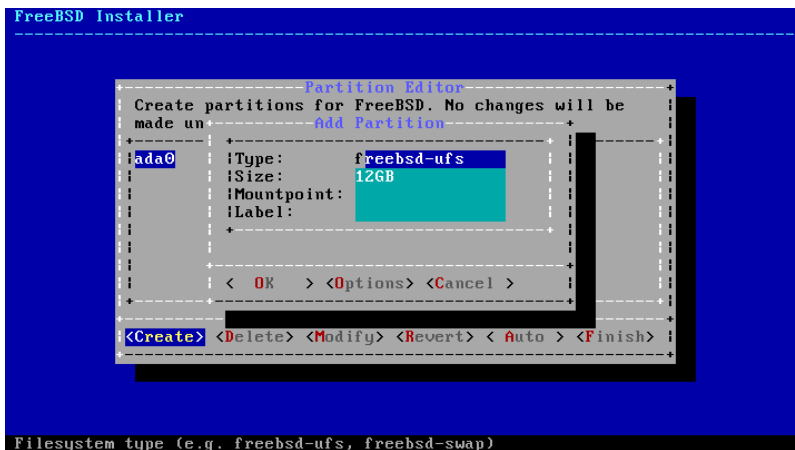 FreeBSD Installer
Partition Editor
Create partitions for FreeBSD. No changes will be
made un
Add Partition
ada0
Type: freebsd-ufs
Size: 12GB
Mountpoint:
Label:
< OK > <Options> <Cancel >
<Create> <Delete> <Modify> <Revert> < Auto > <Finish>
Filesystem type (e.g. freebsd-ufs, freebsd-swap)